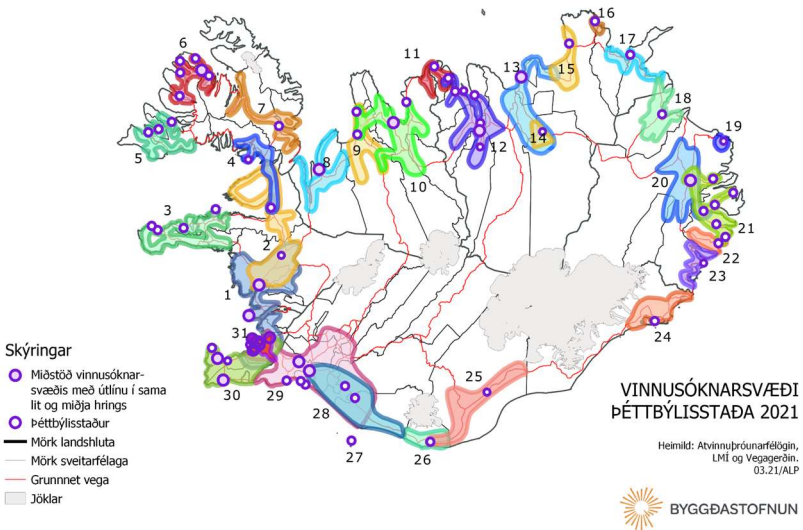 16
6
17
11
13
15
7
18
14
19
5
4
9
12
8
10
20
3
21
2
22
1
23
31
24
25
30
29
28
27
26
Skýringar
Miðstöð vinnusóknar-
svæðis með útlínu í sama
lit og miðja hrings
Þéttbýlisstaður
Mörk landshluta
Mörk sveitarfélaga
Grunnnet vega
Jöklar
VINNUSÓKNARSVÆÐI
ÞÉTTBÝLISSTAÐA 2021
Heimild: Atvinnuþróunarfélögin,
LMÍ og Vegagerðin.
03.21/ALP
BYGGÐASTOFNUN